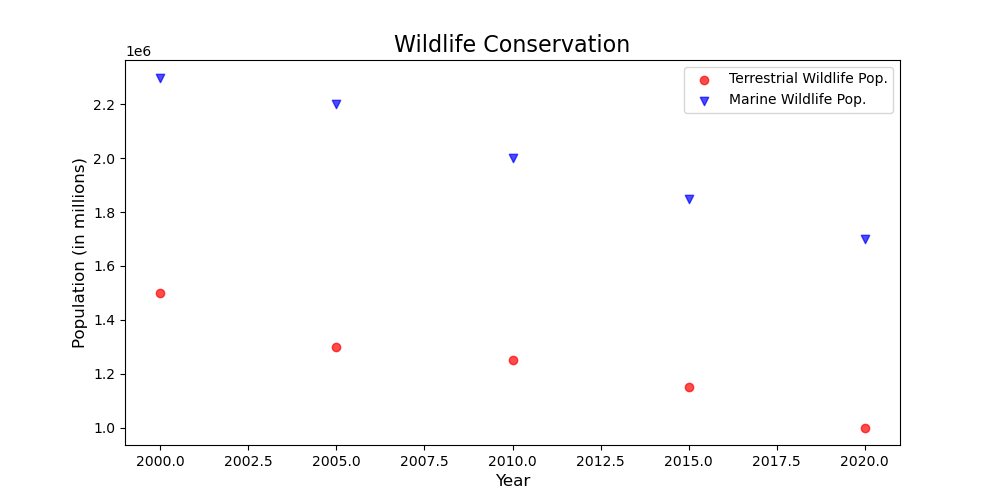 Wildlife Conservation
1e6
Terrestrial Wildlife Pop.
Marine Wildlife Pop.
Population (in millions)
2.2
2.0
1.8
1.6
1.4
1.2
1.0
2000.0 2002.5 2005.0 2007.5 2010.0 2012.5 2015.0 2017.5 2020.0
Year